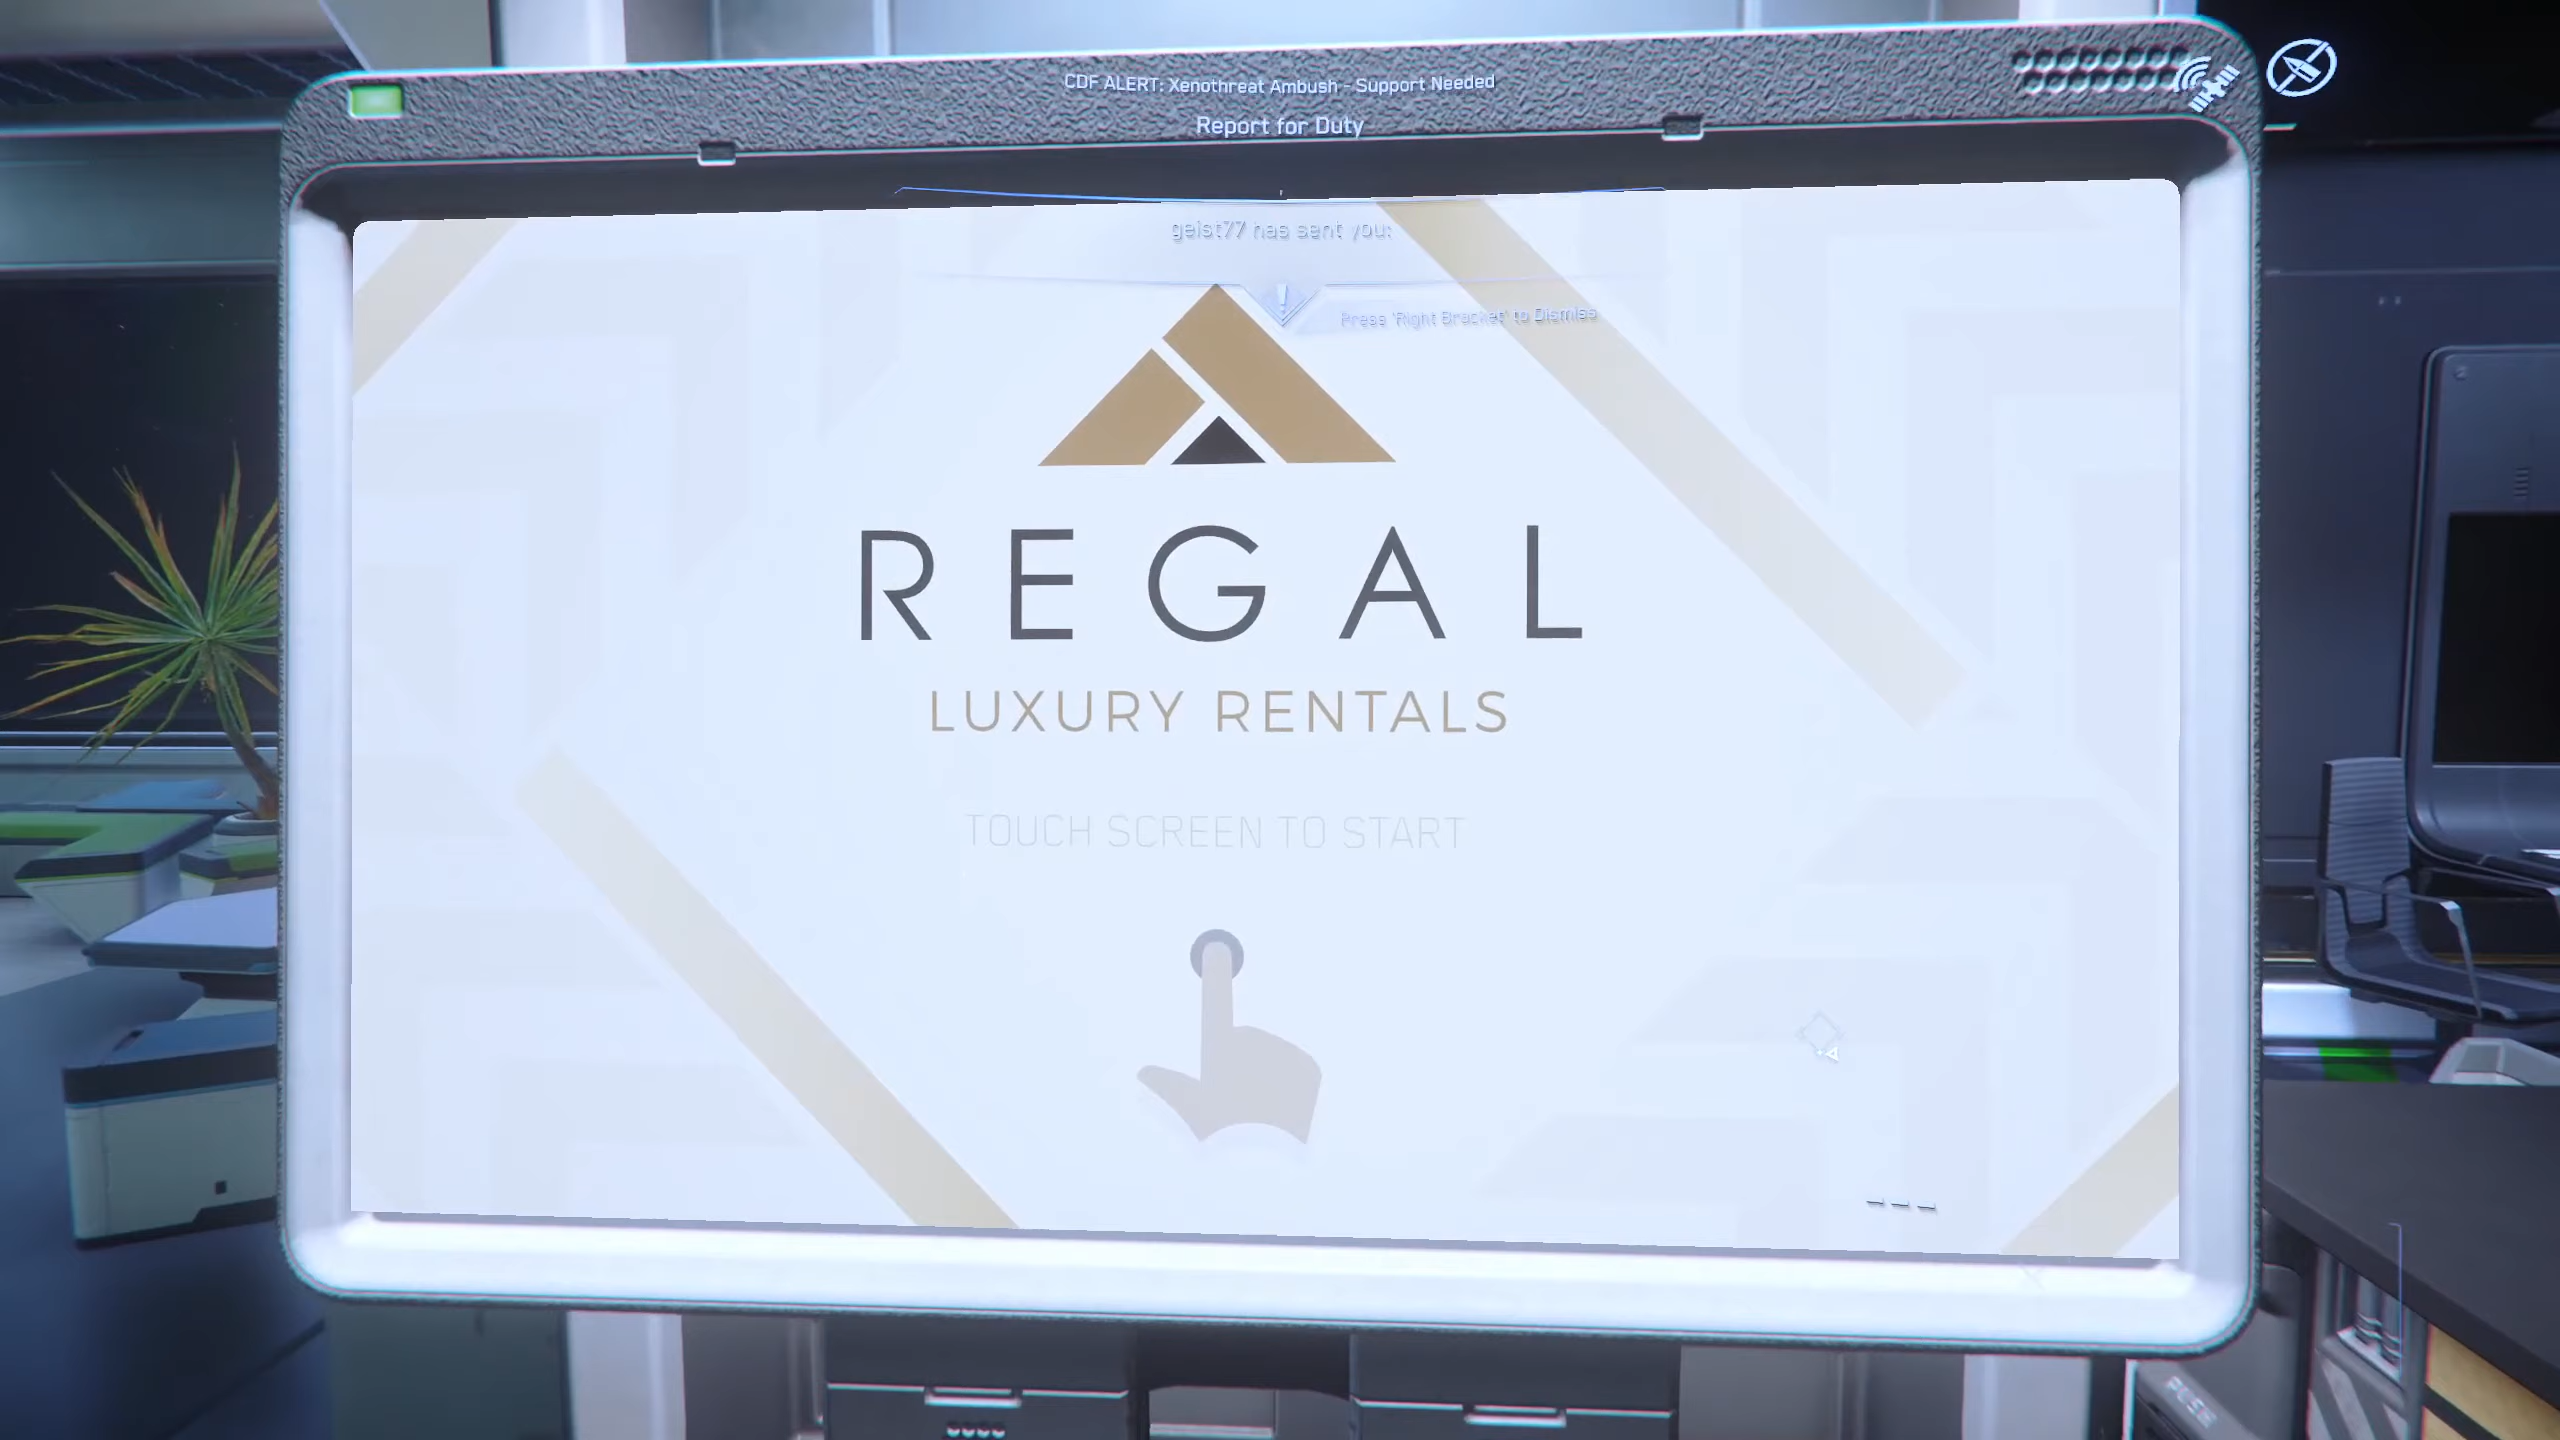 CDF ALERT: Xenothreat Ambush - Support Needed
Report for Duty
geist77 has sent you:
Press 'Right Bracket' to Dismiss
REGAL
LUXURY RENTALS
TOUCH SCREEN TO START